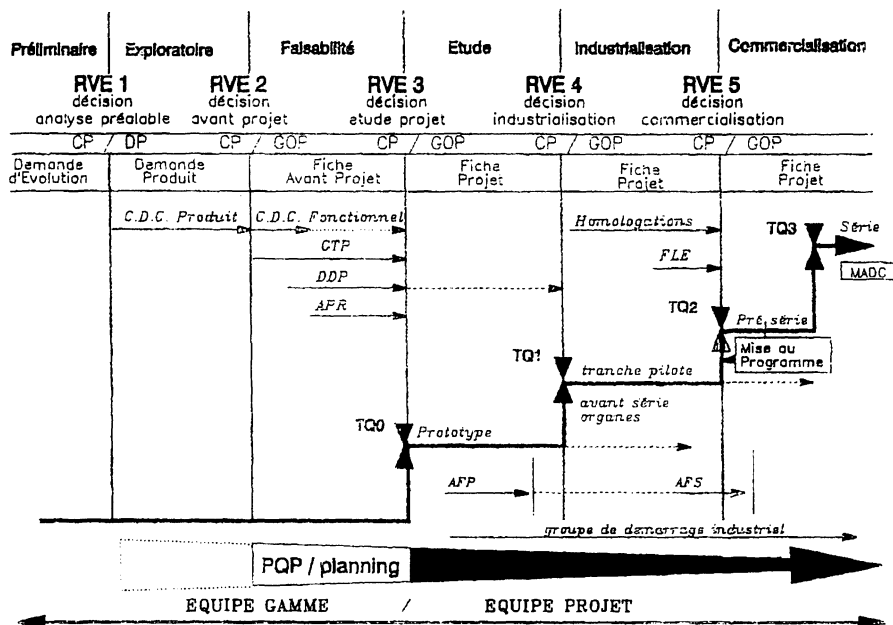 Préliminaire Exploratoire Faisabilité Etude Industrialisation Commercialisation
RVE 1 RVE 2 RVE 3 RVE 4 RVE 5
décision décision décision décision décision
analyse préalable avant projet etude projet industrialisation commercialisation
CP / DP CP / GOP CP / GOP CP / GOP CP / GOP
Demande Demande Fiche Fiche Fiche Fiche
d'Evolution Produit Avant Projet Projet Projet Projet
C.D.C. Produit C.D.C. Fonctionnel Homologations TQ3 Série
CTP FLE
MADC
DDP
APR TQ2 Pré série
Mise au
Programme
TQ1 tranche pilote
avant série
organes
TQ0 Prototype
AFP AFS
groupe de démarrage industriel
PQP / planning
EQUIPE GAMME / EQUIPE PROJET